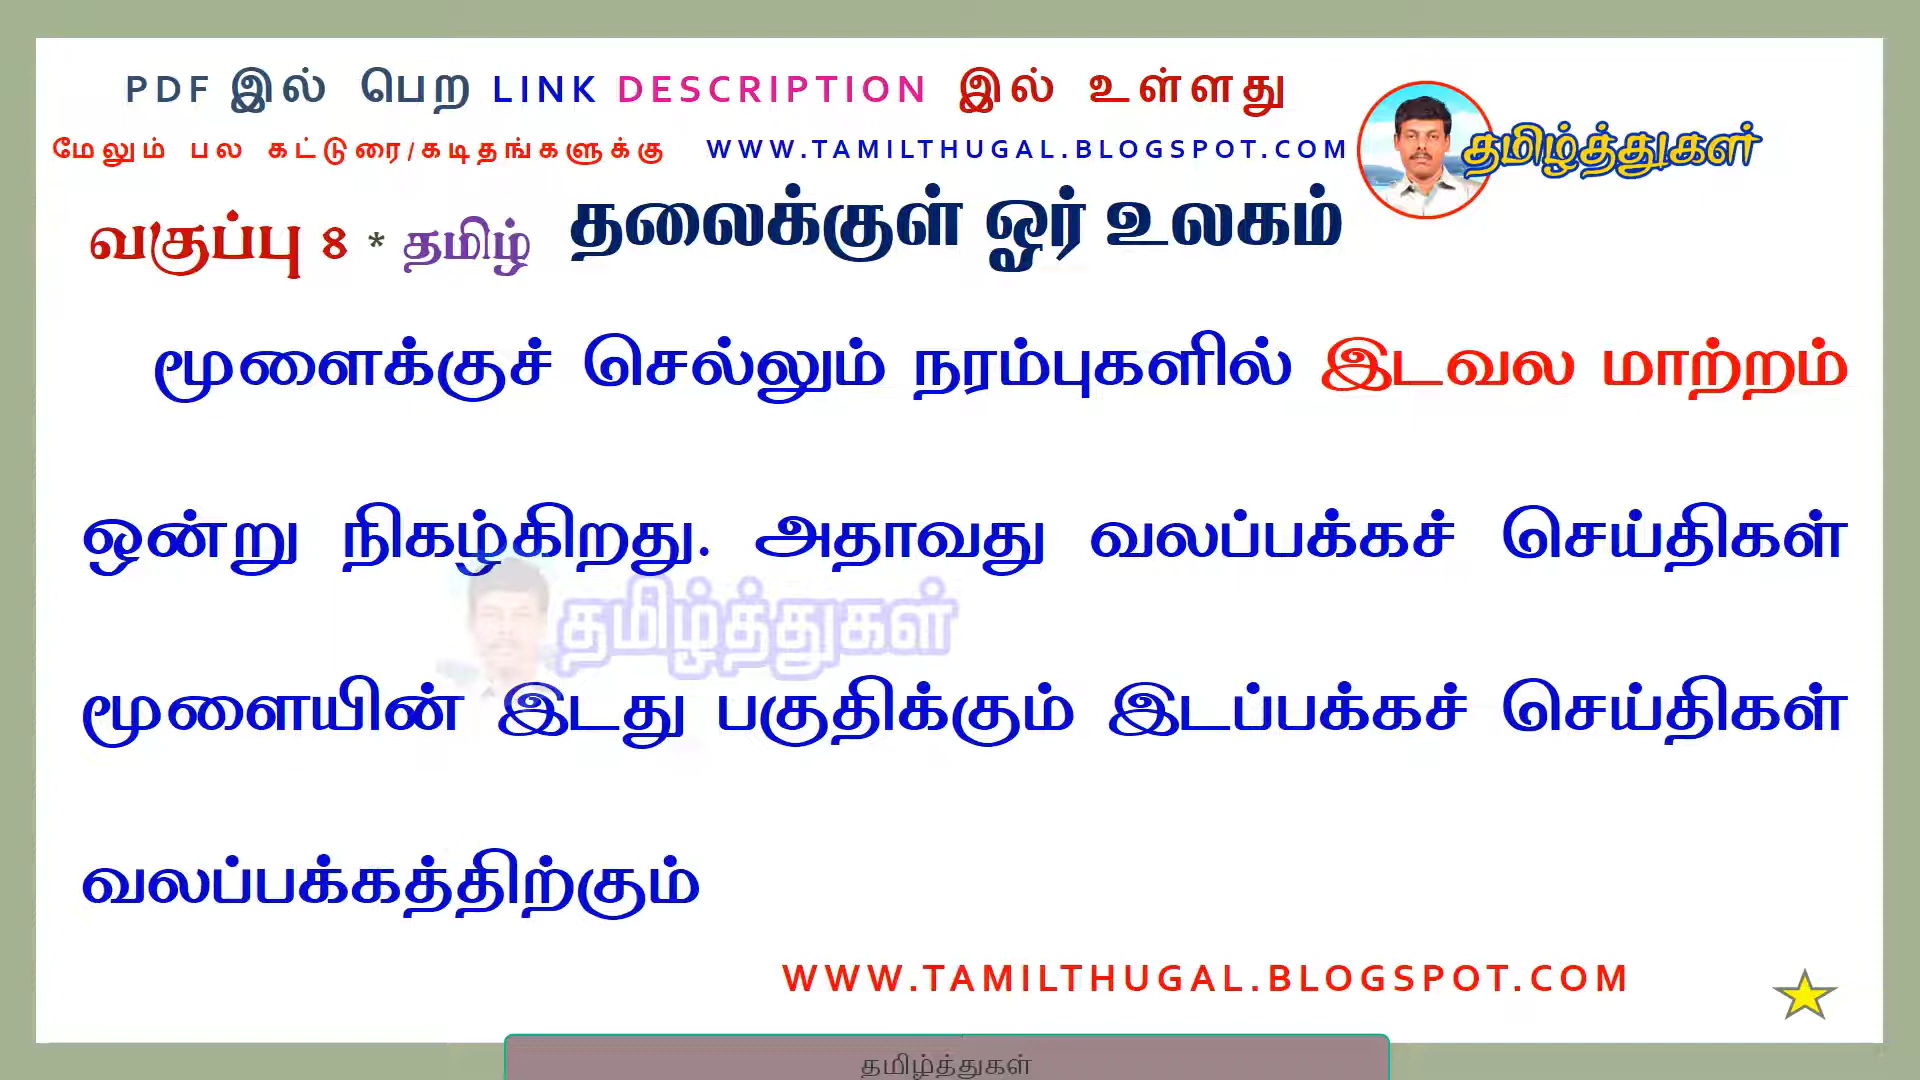 PDF இல் பெற LINK DESCRIPTION இல் உள்ளது
மேலும் பல கட்டுரை/கடிதங்களுக்கு WWW.TAMILTHUGAL.BLOGSPOT.COM
தமிழ்த்துகள்
வகுப்பு 8 * தமிழ் தலைக்குள் ஓர் உலகம்
மூளைக்குச் செல்லும் நரம்புகளில் இடவல மாற்றம்
ஒன்று நிகழ்கிறது. அதாவது வலப்பக்கச் செய்திகள்
தமிழ்த்துகள்
மூளையின் இடது பகுதிக்கும் இடப்பக்கச் செய்திகள்
வலப்பக்கத்திற்கும்
WWW.TAMILTHUGAL.BLOGSPOT.COM
தமிழ்த்துகள்